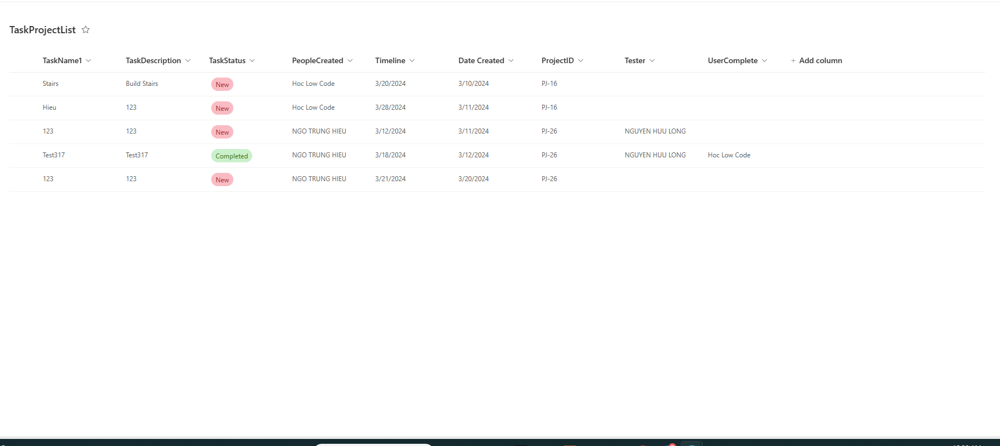 TaskProjectList
TaskName1 TaskDescription TaskStatus PeopleCreated Timeline Date Created ProjectID Tester UserComplete + Add column
Stairs Build Stairs New Hoc Low Code 3/20/2024 3/10/2024 PJ-16
Hieu 123 New Hoc Low Code 3/28/2024 3/11/2024 PJ-16
123 123 New NGO TRUNG HIEU 3/12/2024 3/11/2024 PJ-26 NGUYEN HUU LONG
Test317 Test317 Completed NGO TRUNG HIEU 3/18/2024 3/12/2024 PJ-26 NGUYEN HUU LONG Hoc Low Code
123 123 New NGO TRUNG HIEU 3/21/2024 3/20/2024 PJ-26